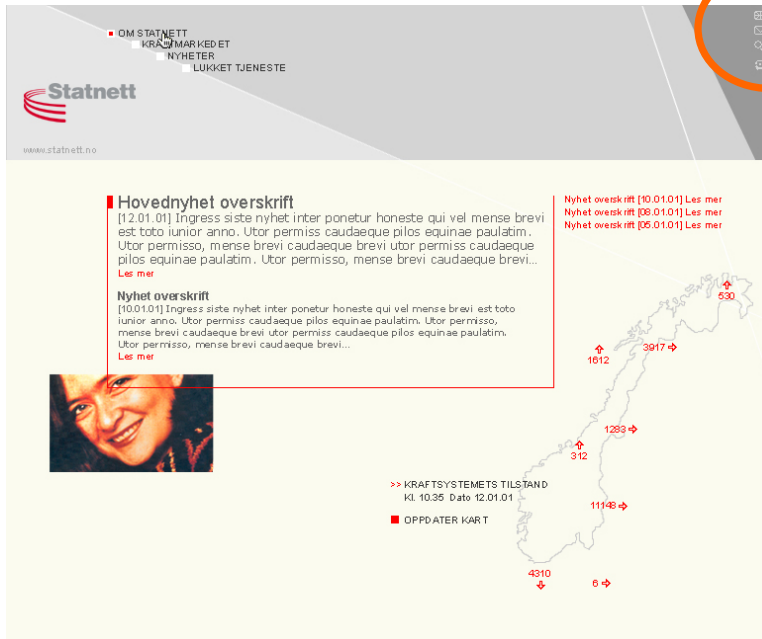 OM STATNETT
KRAFTMARKEDET
NYHETER
LUKKET TJENESTE
Statnett
www.statnett.no
Hovednyhet overskrift
[12.01.01] Ingress siste nyhet inter ponetur honeste qui vel mense brevi
est toto iunior anno. Utor permiss caudaeque pilos equinae paulatim.
Utor permisso, mense brevi caudaeque brevi utor permiss caudaeque
pilos equinae paulatim. Utor permisso, mense brevi caudaeque brevi...
Les mer
Nyhet overskrift
[10.01.01] Ingress siste nyhet inter ponetur honeste qui vel mense brevi est toto
iunior anno. Utor permiss caudaeque pilos equinae paulatim. Utor permisso,
mense brevi caudaeque brevi utor permiss caudaeque pilos equinae paulatim.
Utor permisso, mense brevi caudaeque brevi...
Les mer
Nyhet overskrift [10.01.01] Les mer
Nyhet overskrift [08.01.01] Les mer
Nyhet overskrift [05.01.01] Les mer
530
3917
1612
1283
312
>> KRAFTSYSTEMETS TILSTAND
Kl. 10.35 Dato 12.01.01
11148
OPPDATER KART
4310
6